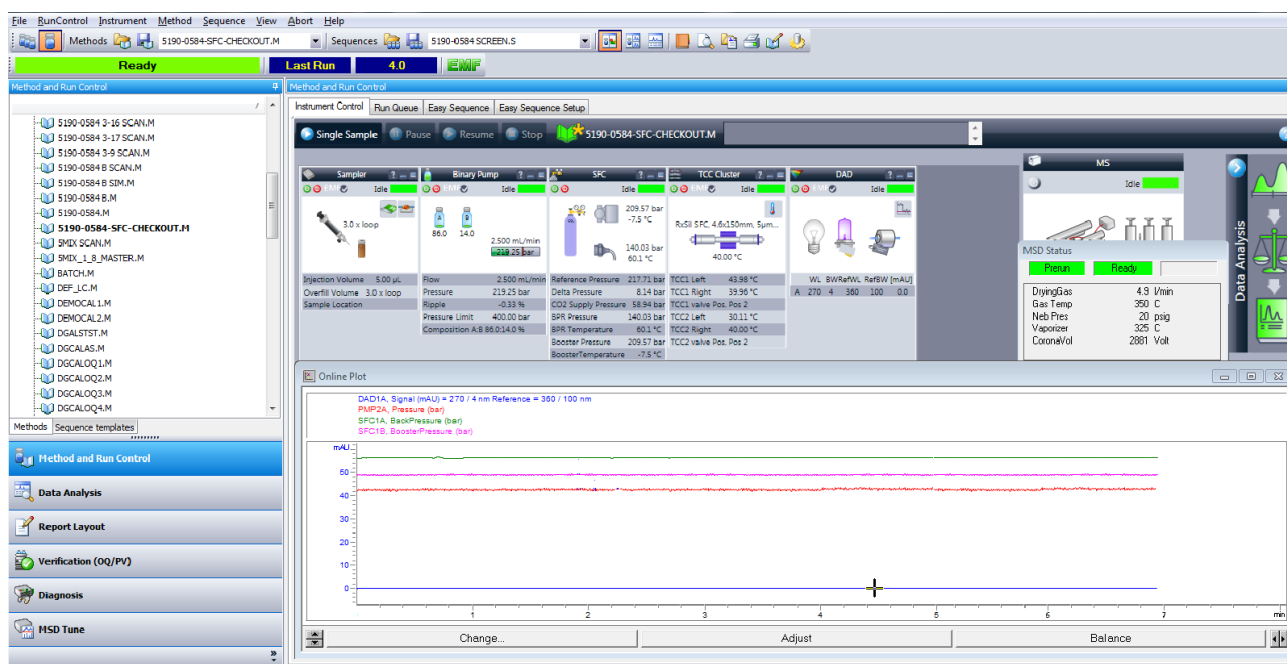 File RunControl Instrument Method Sequence View Abort Help
Methods 5190-0584-SFC-CHECKOUT.M Sequences 5190-0584 SCREEN.S
Ready Last Run 4.0 EMF
Method and Run Control
Method and Run Control
5190-0584 3-16 SCAN.M
5190-0584 3-17 SCAN.M
5190-0584 3-9 SCAN.M
5190-0584 B SCAN.M
5190-0584 B SIM.M
5190-0584 B.M
5190-0584.M
5190-0584-SFC-CHECKOUT.M
5MIX SCAN.M
5MIX_1_8_MASTER.M
BATCH.M
DEF_LC.M
DEMOCAL1.M
DEMOCAL2.M
DGALSTST.M
DGCALAS.M
DGCALOQ1.M
DGCALOQ2.M
DGCALOQ3.M
DGCALOQ4.M
Methods Sequence templates
Method and Run Control
Data Analysis
Report Layout
Verification (OQ/PV)
Diagnosis
MSD Tune
Instrument Control Run Queue Easy Sequence Easy Sequence Setup
Single Sample Pause Resume Stop 5190-0584-SFC-CHECKOUT.M
Sampler ?
EMF Idle
3.0 x loop
Injection Volume 5.00 µL
Overfill Volume 3.0 x loop
Sample Location
Binary Pump ?
EMF Idle
86.0 14.0
2.500 mL/min
219.25 bar
Flow 2.500 mL/min
Pressure 219.25 bar
Ripple -0.33 %
Pressure Limit 400.00 bar
Composition A:B 86.0:14.0 %
SFC ?
Idle
209.57 bar
-7.5 °C
140.03 bar
60.1 °C
Reference Pressure 217.71 bar
Delta Pressure 8.14 bar
CO2 Supply Pressure 58.94 bar
BPR Pressure 140.03 bar
BPR Temperature 60.1 °C
Booster Pressure 209.57 bar
BoosterTemperature -7.5 °C
TCC Cluster ?
EMF Idle
RxSil SFC, 4.6x150mm, 5µm...
40.00 °C
TCC1 Left 43.98 °C
TCC1 Right 39.96 °C
TCC1 valve Pos. Pos 2
TCC2 Left 30.11 °C
TCC2 Right 40.00 °C
TCC2 valve Pos. Pos 2
DAD ?
EMF Idle
WL BW RefWL RefBW [mAU]
A 270 4 360 100 0.0
MS
Idle
MSD Status
Prerun Ready
DryingGas 4.9 l/min
Gas Temp 350 C
Neb Pres 20 psig
Vaporizer 325 C
CoronaVol 2881 Volt
Data Analysis
Online Plot
DAD1A, Signal (mAU) = 270 / 4 nm Reference = 360 / 100 nm
PMP2A, Pressure (bar)
SFC1A, BackPressure (bar)
SFC1B, BoosterPressure (bar)
mAU
50
40
30
20
10
0
1 2 3 4 5 6 7 min
Change... Adjust Balance